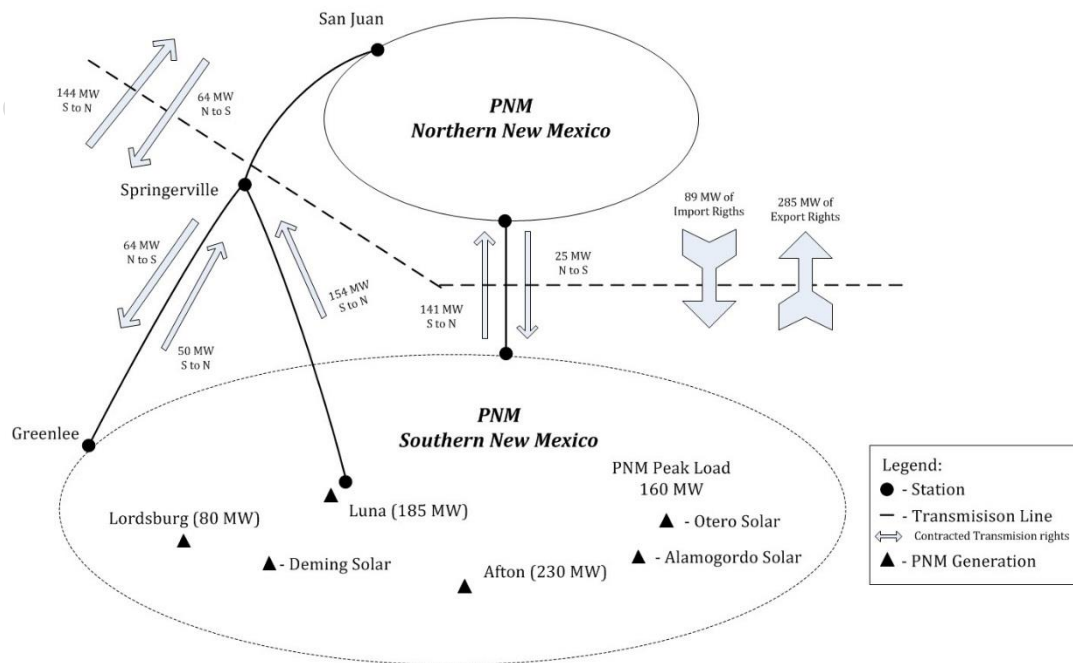 San Juan
PNM
Northern New Mexico
144 MW
S to N
64 MW
N to S
Springerville
89 MW of
Import Rigths
285 MW of
Export Rights
64 MW
N to S
154 MW
S to N
25 MW
N to S
141 MW
S to N
50 MW
S to N
PNM
Southern New Mexico
Greenlee
PNM Peak Load
160 MW
Luna (185 MW)
Lordsburg (80 MW)
- Otero Solar
- Deming Solar
Afton (230 MW)
- Alamogordo Solar
Legend:
- Station
- Transmisison Line
Contracted Transmision rights
- PNM Generation